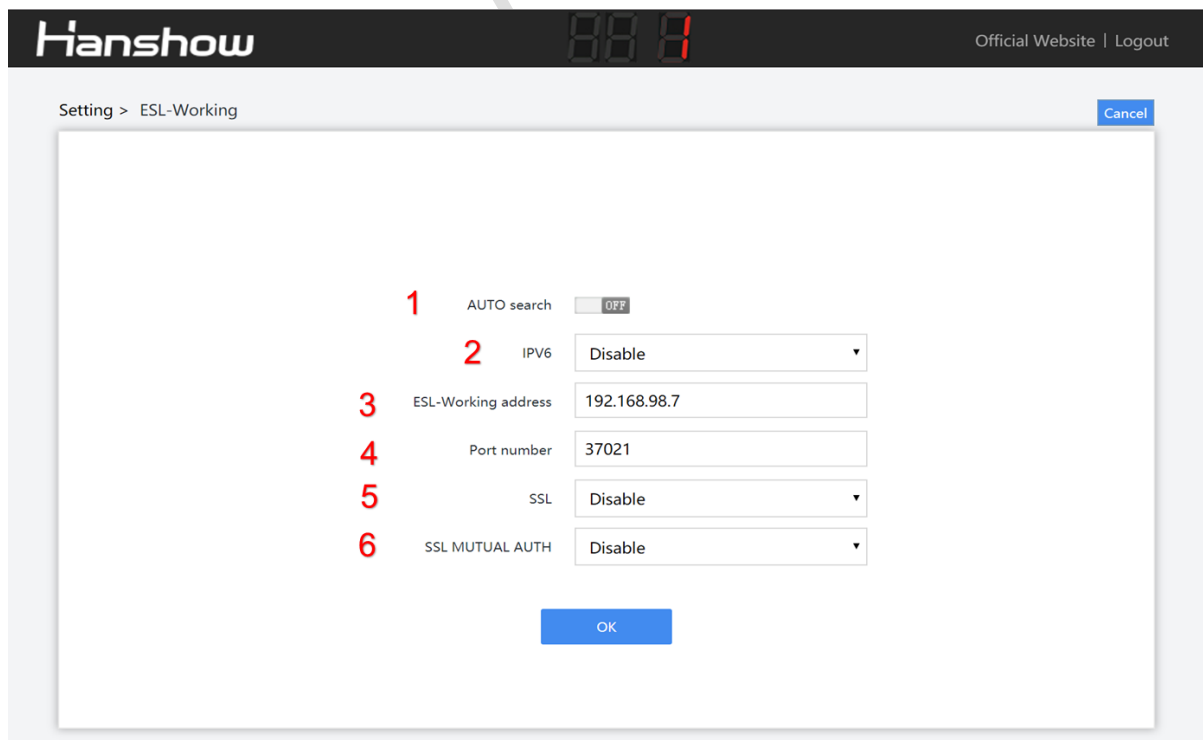 Hanshow 1 Official Website | Logout
Setting > ESL-Working Cancel
1 AUTO search OFF
2 IPV6 Disable
3 ESL-Working address 192.168.98.7
4 Port number 37021
5 SSL Disable
6 SSL MUTUAL AUTH Disable
OK